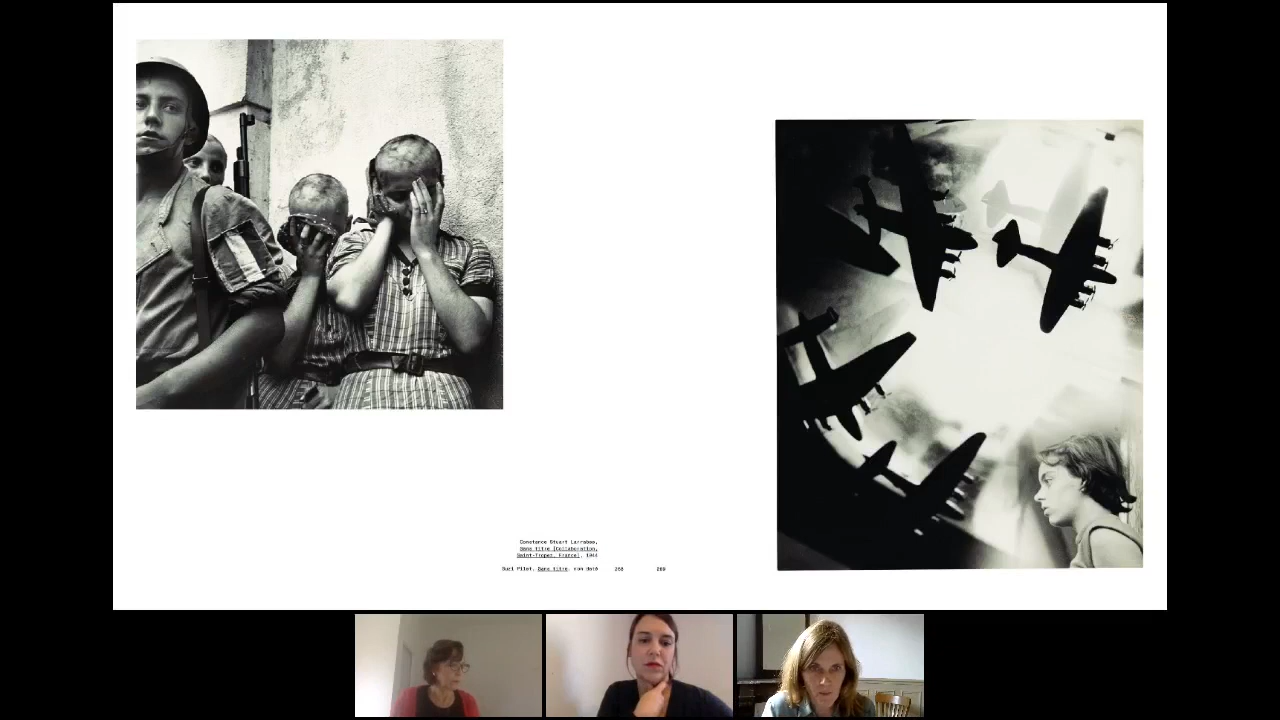 Constance Stuart Larrabee,
Sans titre [Collaboration,
Saint-Tropez, France], 1944
Suzi Pilet, Sans titre, non daté 268 269